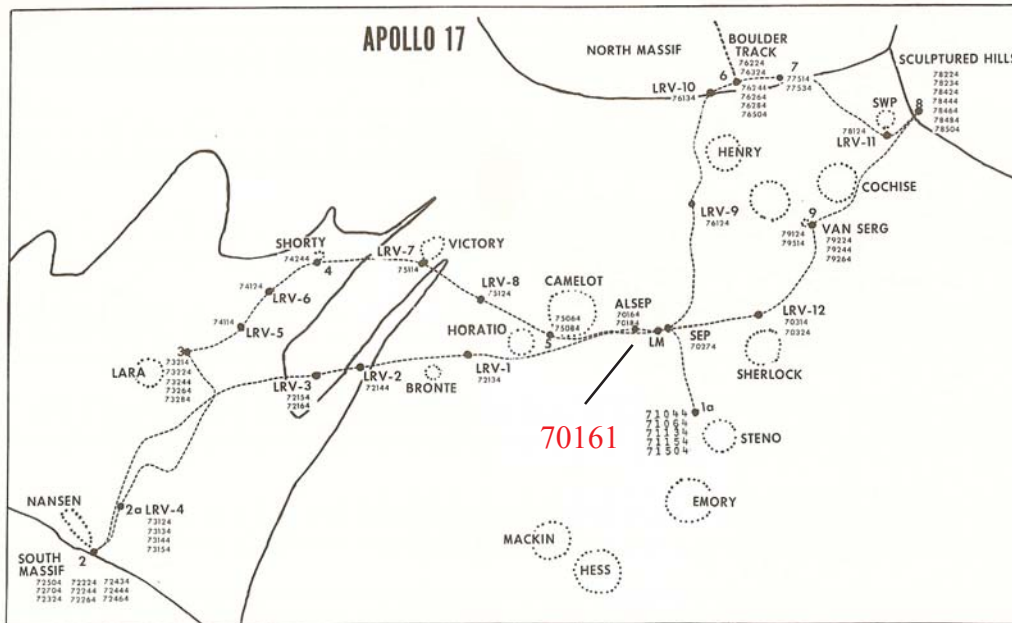 APOLLO 17
NORTH MASSIF
BOULDER
TRACK
76224
76324
6
76244
76264
76284
76504
7
77514
77534
SCULPTURED HILLS
78224
78234
78424
78444
78464
78484
78504
8
LRV-10
76134
SWP
78124
LRV-11
HENRY
COCHISE
LRV-9
76124
9
VAN SERG
79124
79514
79224
79244
79264
SHORTY
74244
4
LRV-7
75114
VICTORY
LRV-6
74124
LRV-8
75124
CAMELOT
75064
75084
5
HORATIO
ALSEP
70164
70184
LM
SEP
70274
LRV-12
70314
70324
SHERLOCK
LRV-5
74114
3
73214
73224
73244
73264
73284
LARA
LRV-3
72154
72164
LRV-2
72144
BRONTE
LRV-1
72134
70161
1a
71044
71064
71134
71154
71504
STENO
EMORY
MACKIN
HESS
NANSEN
2a LRV-4
73124
73134
73144
73154
2
SOUTH
MASSIF
72504 72224 72434
72704 72244 72444
72324 72264 72464